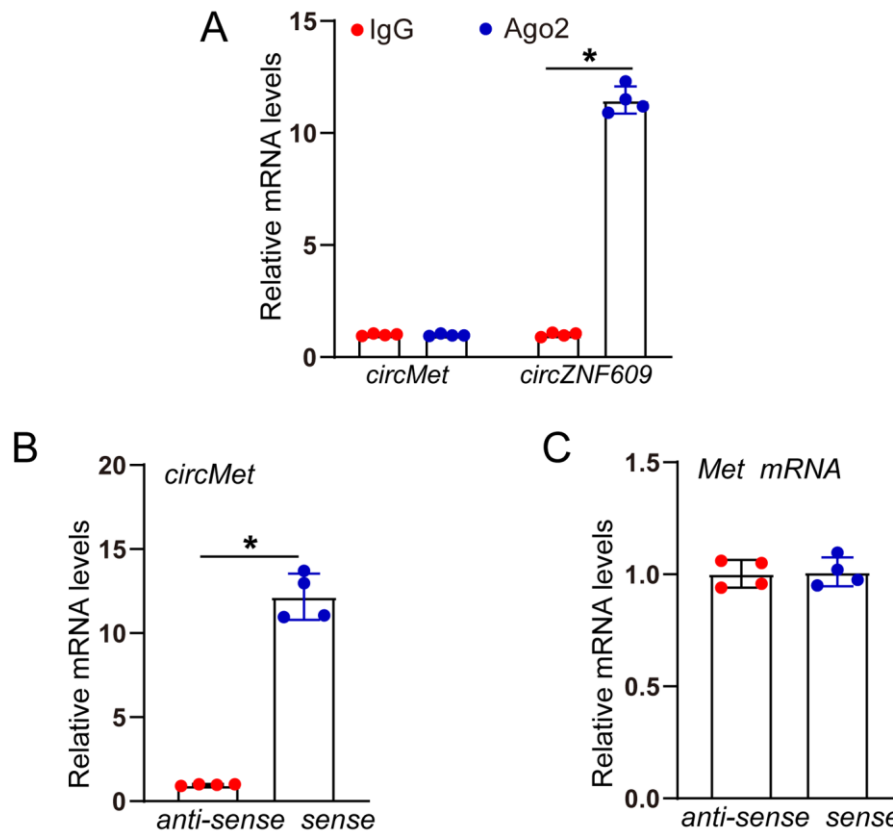 A
IgG Ago2
*
Relative mRNA levels
15
10
5
0
circMet circZNF609
B
circMet
*
Relative mRNA levels
20
15
10
5
0
anti-sense sense
C
Met mRNA
Relative mRNA levels
1.5
1.0
0.5
0.0
anti-sense sense